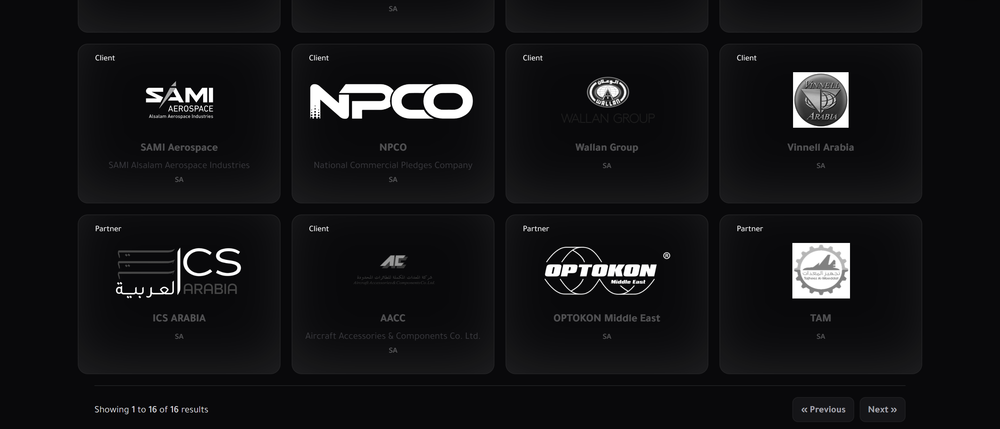 SA
Client
Client
Client
Client
SAMI
AEROSPACE
Alsalam Aerospace Industries
NPCO
الوعلان
WALLAN
WALLAN GROUP
VINNELL
ARABIA
SAMI Aerospace
NPCO
Wallan Group
Vinnell Arabia
SAMI Alsalam Aerospace Industries
National Commercial Pledges Company
SA
SA
SA
SA
Partner
Client
Partner
Partner
ICS
العربية
ARABIA
شركة المعدات المكملة للطائرات المحدودة
Aircraft Accessories & Components Co. Ltd.
®
OPTOKON
Middle East
تجهيز المعدات
Tajheez Al-Moeddat
ICS ARABIA
AACC
OPTOKON Middle East
TAM
SA
Aircraft Accessories & Components Co. Ltd.
SA
SA
SA
Showing 1 to 16 of 16 results
« Previous
Next »